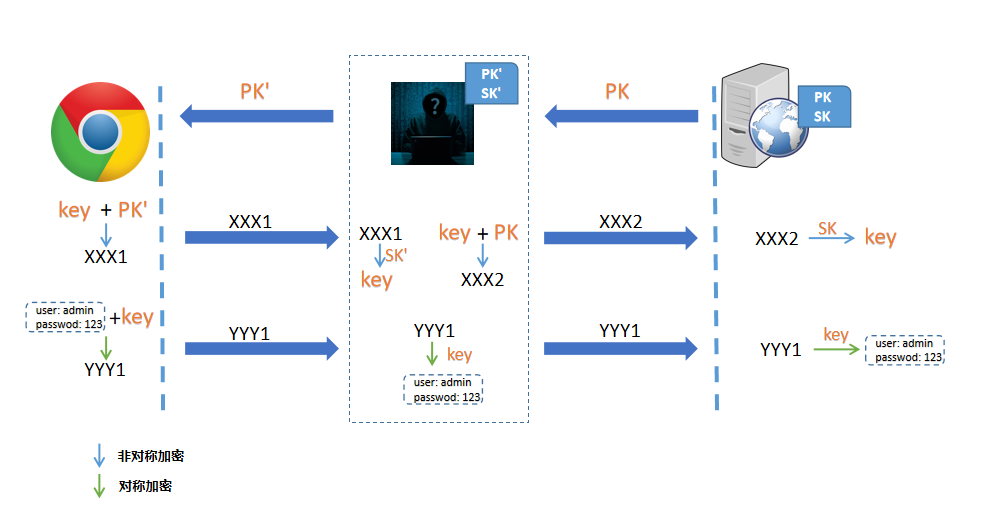 PK'
SK'
PK'
PK
PK
SK
?
key + PK'
XXX1
XXX1
XXX1
SK'
key
key + PK
XXX2
XXX2
XXX2
SK
key
user: admin
passwod: 123
+key
YYY1
YYY1
YYY1
key
user: admin
passwod: 123
YYY1
YYY1
key
user: admin
passwod: 123
非对称加密
对称加密